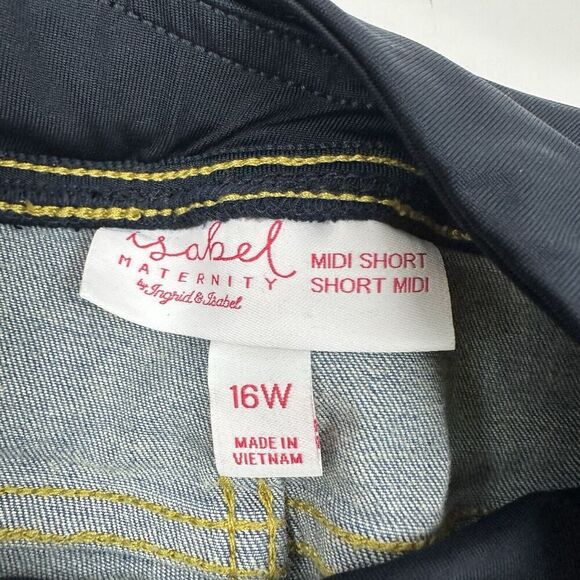 isabel
MATERNITY
by Ingrid & Isabel
MIDI SHORT
SHORT MIDI
16W
MADE IN
VIETNAM